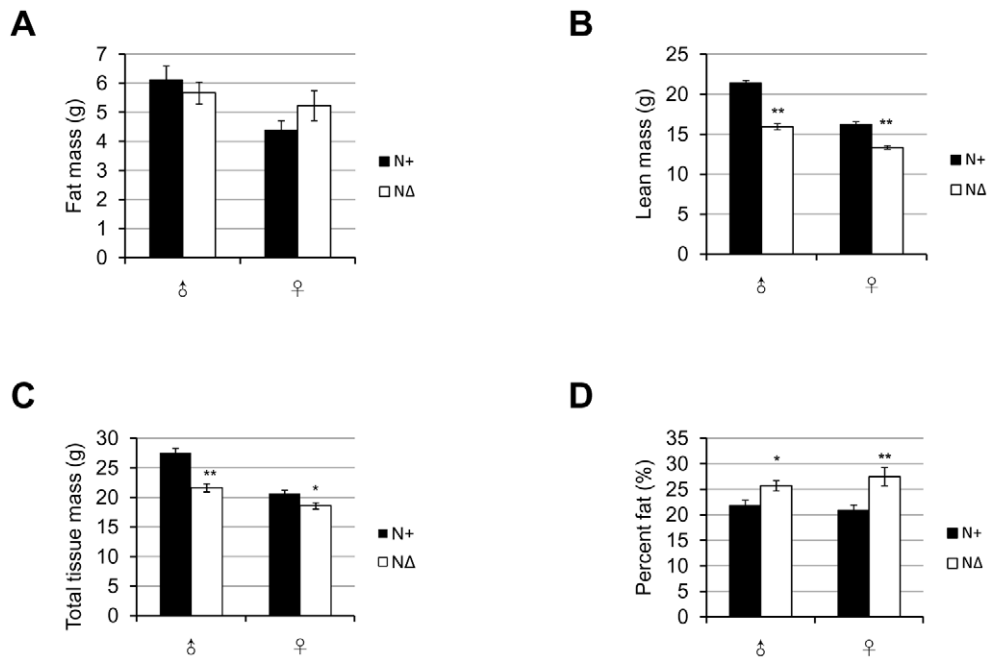 A
Fat mass (g)
7
6
5
4
3
2
1
0
♂ ♀
N+
NΔ
B
Lean mass (g)
25
20
15
10
5
0
** **
♂ ♀
N+
NΔ
C
Total tissue mass (g)
30
25
20
15
10
5
0
** *
♂ ♀
N+
NΔ
D
Percent fat (%)
35
30
25
20
15
10
5
0
* **
♂ ♀
N+
NΔ